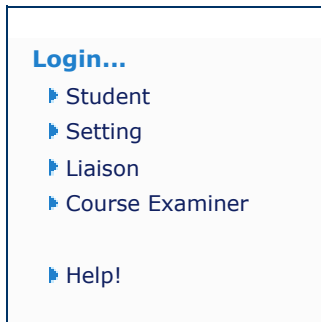 Login...
Student
Setting
Liaison
Course Examiner
Help!